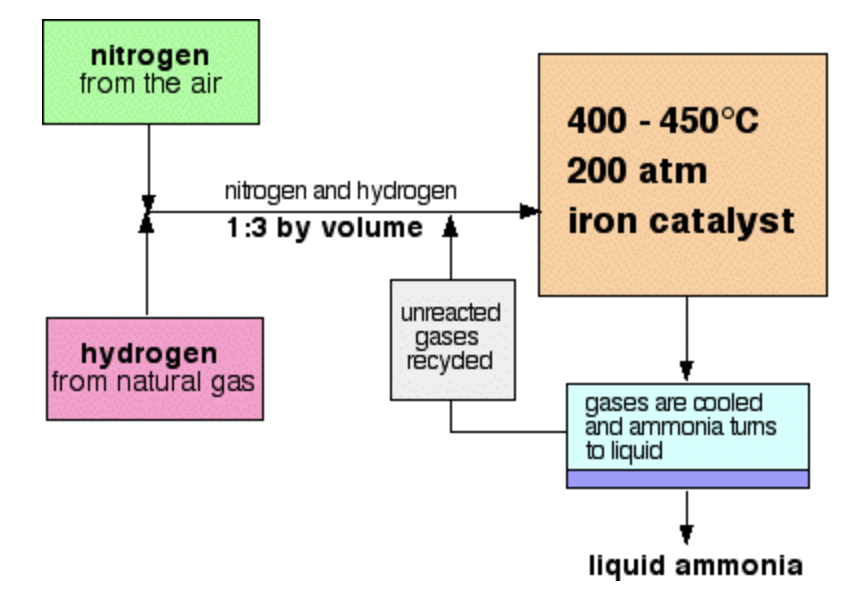 nitrogen
from the air
nitrogen and hydrogen
1:3 by volume
400 - 450°C
200 atm
iron catalyst
hydrogen
from natural gas
unreacted
gases
recycled
gases are cooled
and ammonia turns
to liquid
liquid ammonia